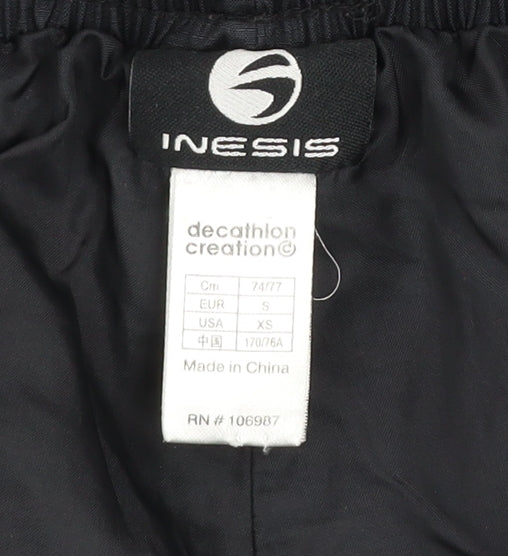 INESIS
decathlon
creation©
Cm 74/77
EUR S
USA XS
中国 170/76A
Made in China
RN # 106987